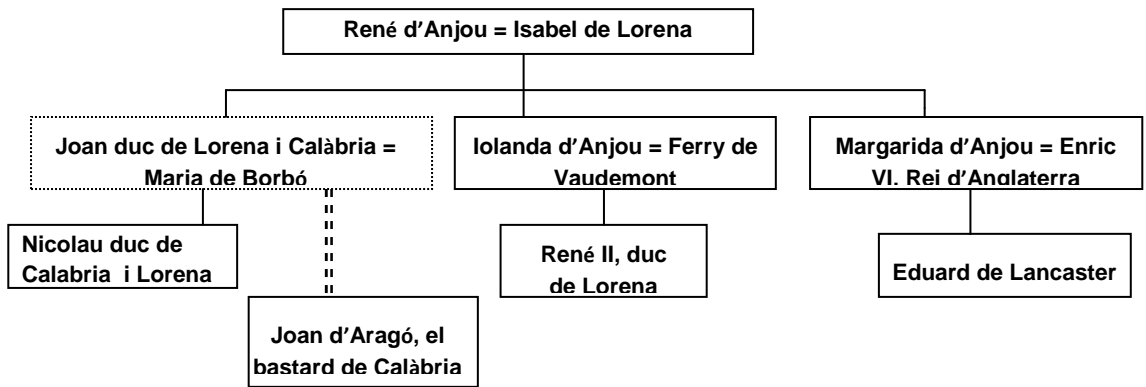 René d’Anjou = Isabel de Lorena
Joan duc de Lorena i Calàbria =
Maria de Borbó
Iolanda d’Anjou = Ferry de
Vaudemont
Margarida d’Anjou = Enric
VI. Rei d’Anglaterra
Nicolau duc de
Calabria i Lorena
René II, duc
de Lorena
Eduard de Lancaster
Joan d’Aragó, el
bastard de Calàbria